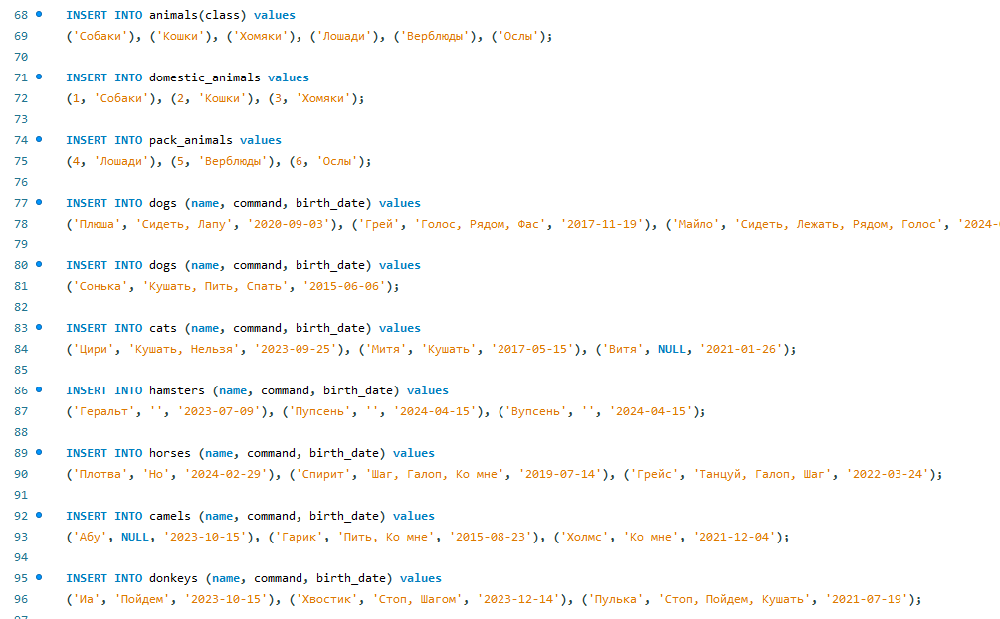 68 INSERT INTO animals(class) values
69 ('Собаки'), ('Кошки'), ('Хомяки'), ('Лошади'), ('Верблюды'), ('Ослы');
70
71 INSERT INTO domestic_animals values
72 (1, 'Собаки'), (2, 'Кошки'), (3, 'Хомяки');
73
74 INSERT INTO pack_animals values
75 (4, 'Лошади'), (5, 'Верблюды'), (6, 'Ослы');
76
77 INSERT INTO dogs (name, command, birth_date) values
78 ('Плюша', 'Сидеть, Лапу', '2020-09-03'), ('Грей', 'Голос, Рядом, Фас', '2017-11-19'), ('Майло', 'Сидеть, Лежать, Рядом, Голос', '2024-
79
80 INSERT INTO dogs (name, command, birth_date) values
81 ('Сонька', 'Кушать, Пить, Спать', '2015-06-06');
82
83 INSERT INTO cats (name, command, birth_date) values
84 ('Цири', 'Кушать, Нельзя', '2023-09-25'), ('Митя', 'Кушать', '2017-05-15'), ('Витя', NULL, '2021-01-26');
85
86 INSERT INTO hamsters (name, command, birth_date) values
87 ('Геральт', '', '2023-07-09'), ('Пупсень', '', '2024-04-15'), ('Вупсень', '', '2024-04-15');
88
89 INSERT INTO horses (name, command, birth_date) values
90 ('Плотва', 'Но', '2024-02-29'), ('Спирит', 'Шаг, Галоп, Ко мне', '2019-07-14'), ('Грейс', 'Танцуй, Галоп, Шаг', '2022-03-24');
91
92 INSERT INTO camels (name, command, birth_date) values
93 ('Абу', NULL, '2023-10-15'), ('Гарик', 'Пить, Ко мне', '2015-08-23'), ('Холмс', 'Ко мне', '2021-12-04');
94
95 INSERT INTO donkeys (name, command, birth_date) values
96 ('Иа', 'Пойдем', '2023-10-15'), ('Хвостик', 'Стоп, Шагом', '2023-12-14'), ('Пулька', 'Стоп, Пойдем, Кушать', '2021-07-19');